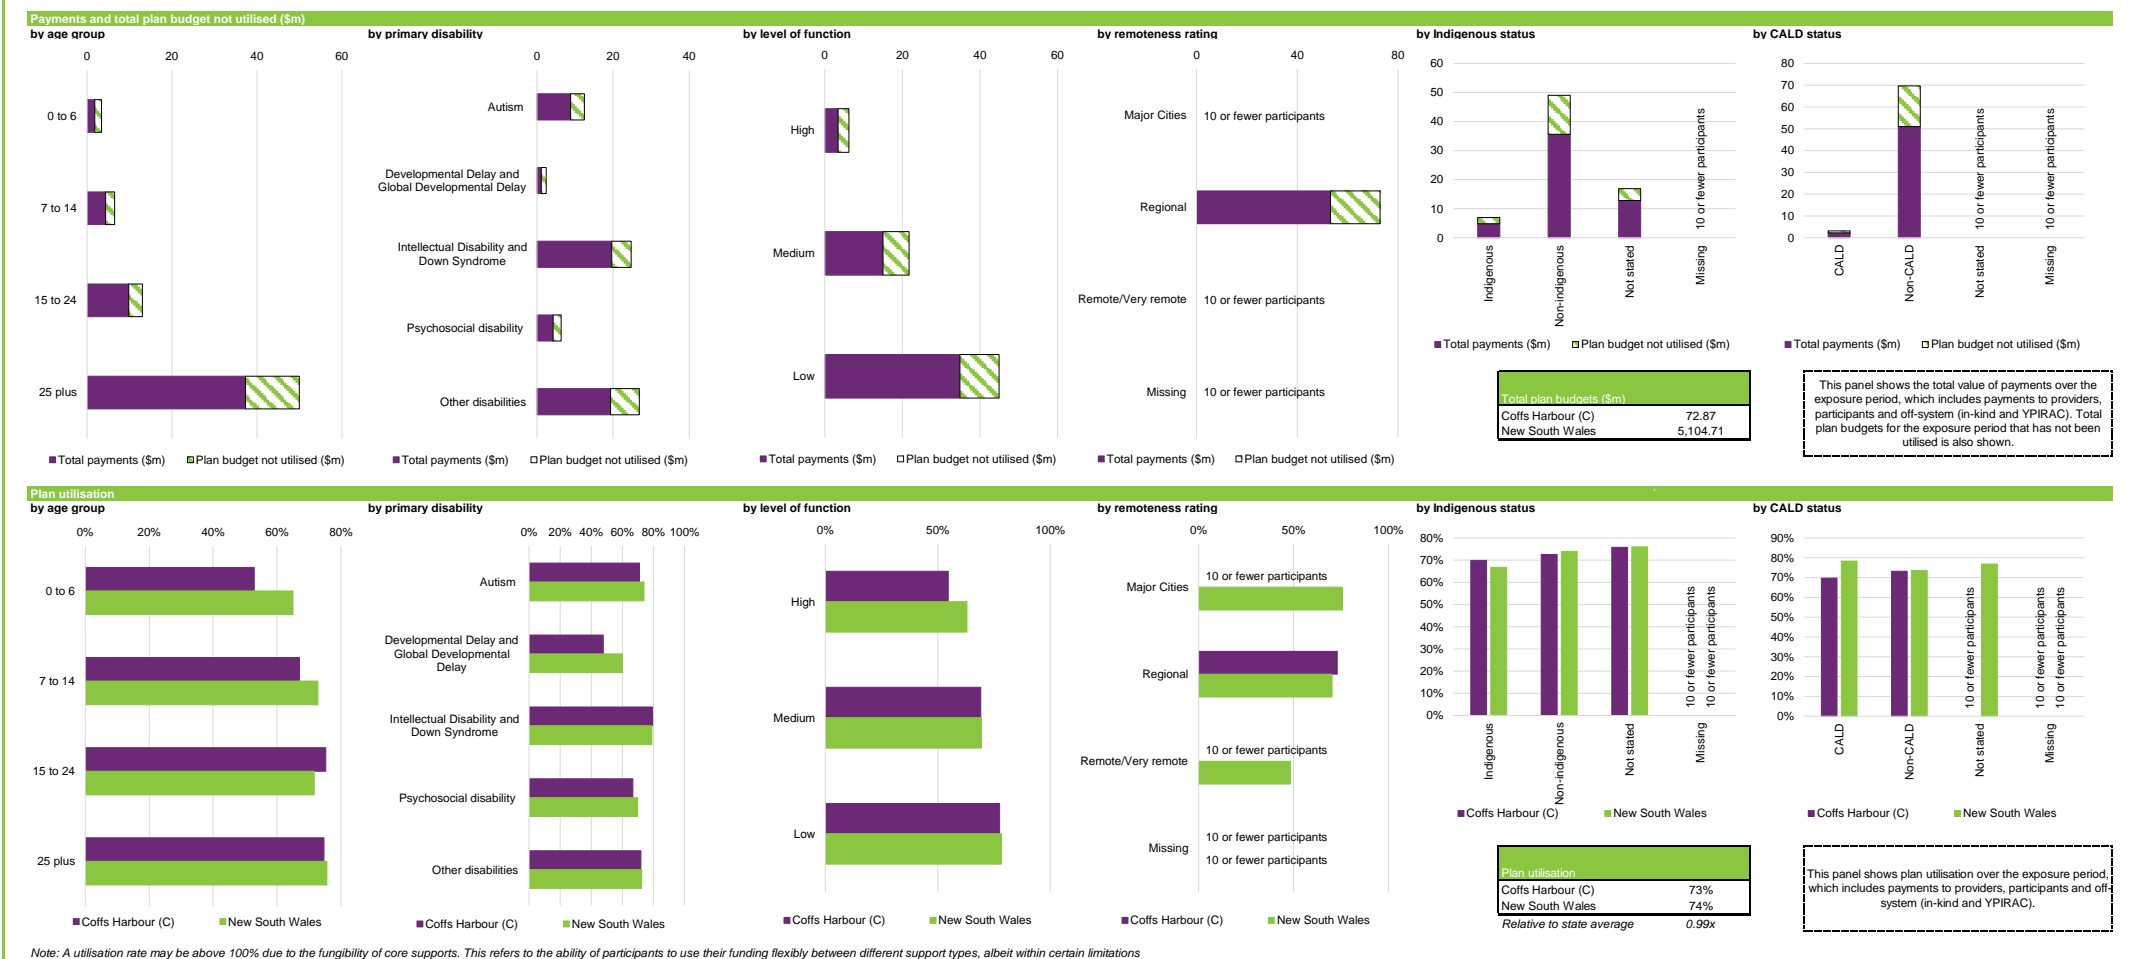 Payments and total plan budget not utilised ($m)
by age group
0 20 40 60
0 to 6
7 to 14
15 to 24
25 plus
Total payments ($m) Plan budget not utilised ($m)
by primary disability
0 20 40
Autism
Developmental Delay and
Global Developmental Delay
Intellectual Disability and
Down Syndrome
Psychosocial disability
Other disabilities
Total payments ($m) Plan budget not utilised ($m)
by level of function
0 20 40 60
High
Medium
Low
Total payments ($m) Plan budget not utilised ($m)
by remoteness rating
0 40 80
Major Cities 10 or fewer participants
Regional
Remote/Very remote 10 or fewer participants
Missing 10 or fewer participants
Total payments ($m) Plan budget not utilised ($m)
by Indigenous status
60
50
40
30
20
10
0
10 or fewer participants
Indigenous
Non-indigenous
Not stated
Missing
Total payments ($m) Plan budget not utilised ($m)
Total plan budgets ($m)
Coffs Harbour (C) 72.87
New South Wales 5,104.71
by CALD status
80
70
60
50
40
30
20
10
0
10 or fewer participants
10 or fewer participants
CALD
Non-CALD
Not stated
Missing
Total payments ($m) Plan budget not utilised ($m)
This panel shows the total value of payments over the
exposure period, which includes payments to providers,
participants and off-system (in-kind and YPIRAC). Total
plan budgets for the exposure period that has not been
utilised is also shown.
Plan utilisation
by age group
0% 20% 40% 60% 80%
0 to 6
7 to 14
15 to 24
25 plus
Coffs Harbour (C) New South Wales
by primary disability
0% 20% 40% 60% 80% 100%
Autism
Developmental Delay and
Global Developmental
Delay
Intellectual Disability and
Down Syndrome
Psychosocial disability
Other disabilities
Coffs Harbour (C) New South Wales
by level of function
0% 50% 100%
High
Medium
Low
Coffs Harbour (C) New South Wales
by remoteness rating
0% 50% 100%
10 or fewer participants
Major Cities
Regional
10 or fewer participants
Remote/Very remote
10 or fewer participants
Missing
10 or fewer participants
Coffs Harbour (C) New South Wales
by Indigenous status
80%
70%
60%
50%
40%
30%
20%
10%
0%
10 or fewer participants
10 or fewer participants
Indigenous
Non-indigenous
Not stated
Missing
Coffs Harbour (C) New South Wales
Plan utilisation
Coffs Harbour (C) 73%
New South Wales 74%
Relative to state average 0.99x
by CALD status
90%
80%
70%
60%
50%
40%
30%
20%
10%
0%
10 or fewer participants
10 or fewer participants
10 or fewer participants
CALD
Non-CALD
Not stated
Missing
Coffs Harbour (C) New South Wales
This panel shows plan utilisation over the exposure period,
which includes payments to providers, participants and off-
system (in-kind and YPIRAC).
Note: A utilisation rate may be above 100% due to the fungibility of core supports. This refers to the ability of participants to use their funding flexibly between different support types, albeit within certain limitations